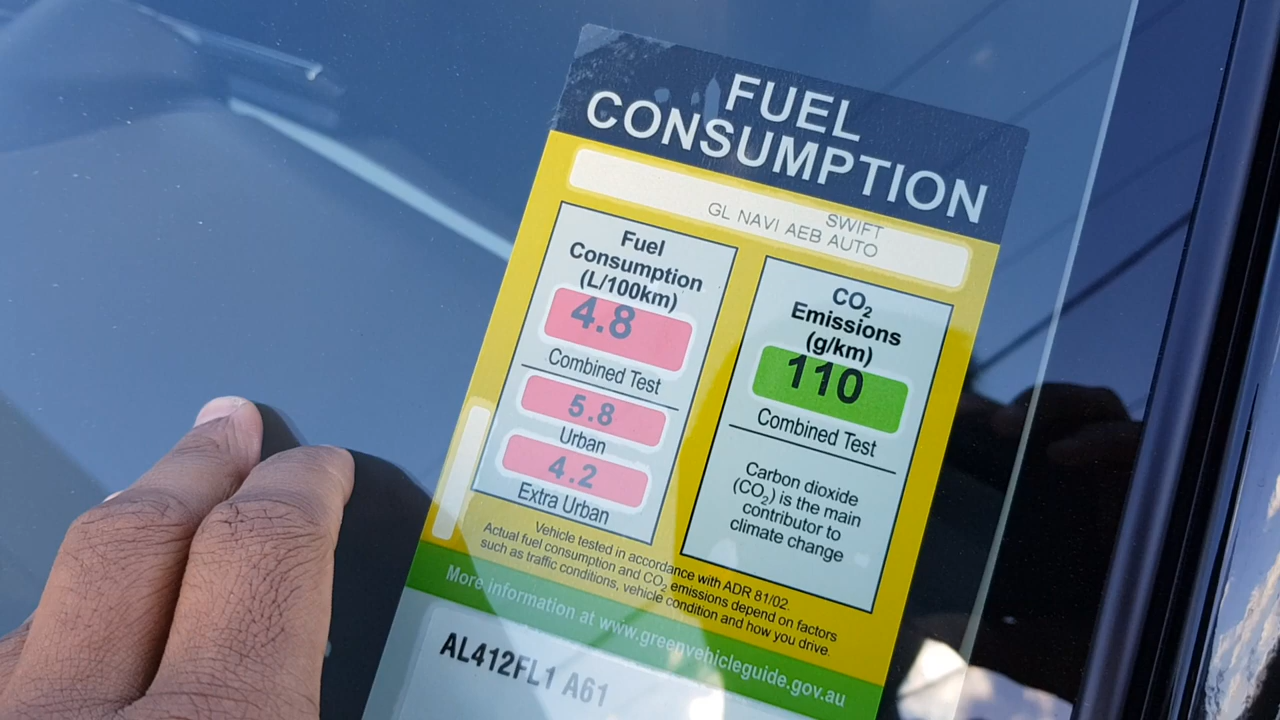 FUEL
CONSUMPTION
SWIFT
GL NAVI AEB AUTO
Fuel
Consumption
(L/100km)
4.8
Combined Test
5.8
Urban
4.2
Extra Urban
CO₂
Emissions
(g/km)
110
Combined Test
Carbon dioxide
(CO₂) is the main
contributor to
climate change
Vehicle tested in accordance with ADR 81/02.
Actual fuel consumption and CO₂ emissions depend on factors
such as traffic conditions, vehicle condition and how you drive.
More information at www.greenvehicleguide.gov.au
AL412FL1 A61